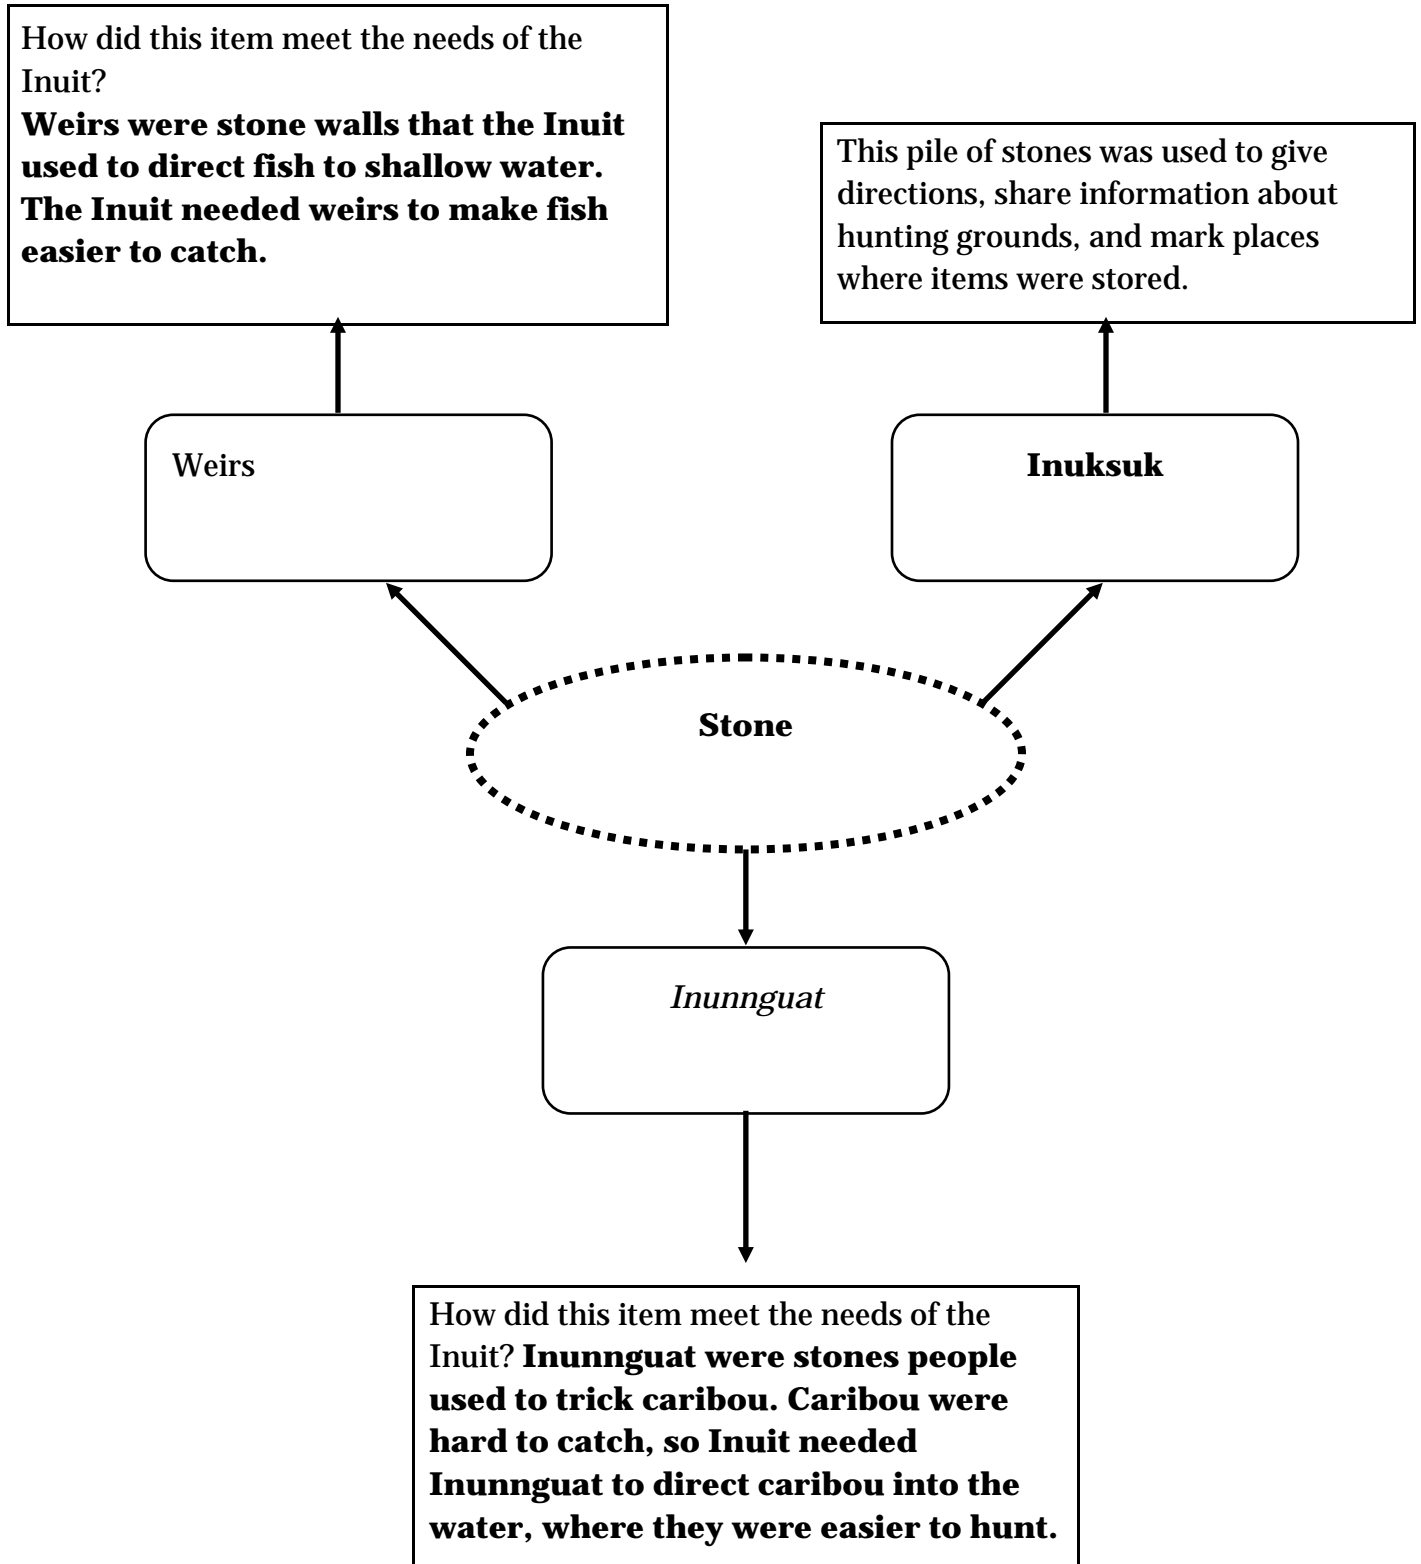 How did this item meet the needs of the
Inuit?
Weirs were stone walls that the Inuit
used to direct fish to shallow water.
The Inuit needed weirs to make fish
easier to catch.
This pile of stones was used to give
directions, share information about
hunting grounds, and mark places
where items were stored.
Weirs
Inuksuk
Stone
Inunnguat
How did this item meet the needs of the
Inuit? Inunnguat were stones people
used to trick caribou. Caribou were
hard to catch, so Inuit needed
Inunnguat to direct caribou into the
water, where they were easier to hunt.